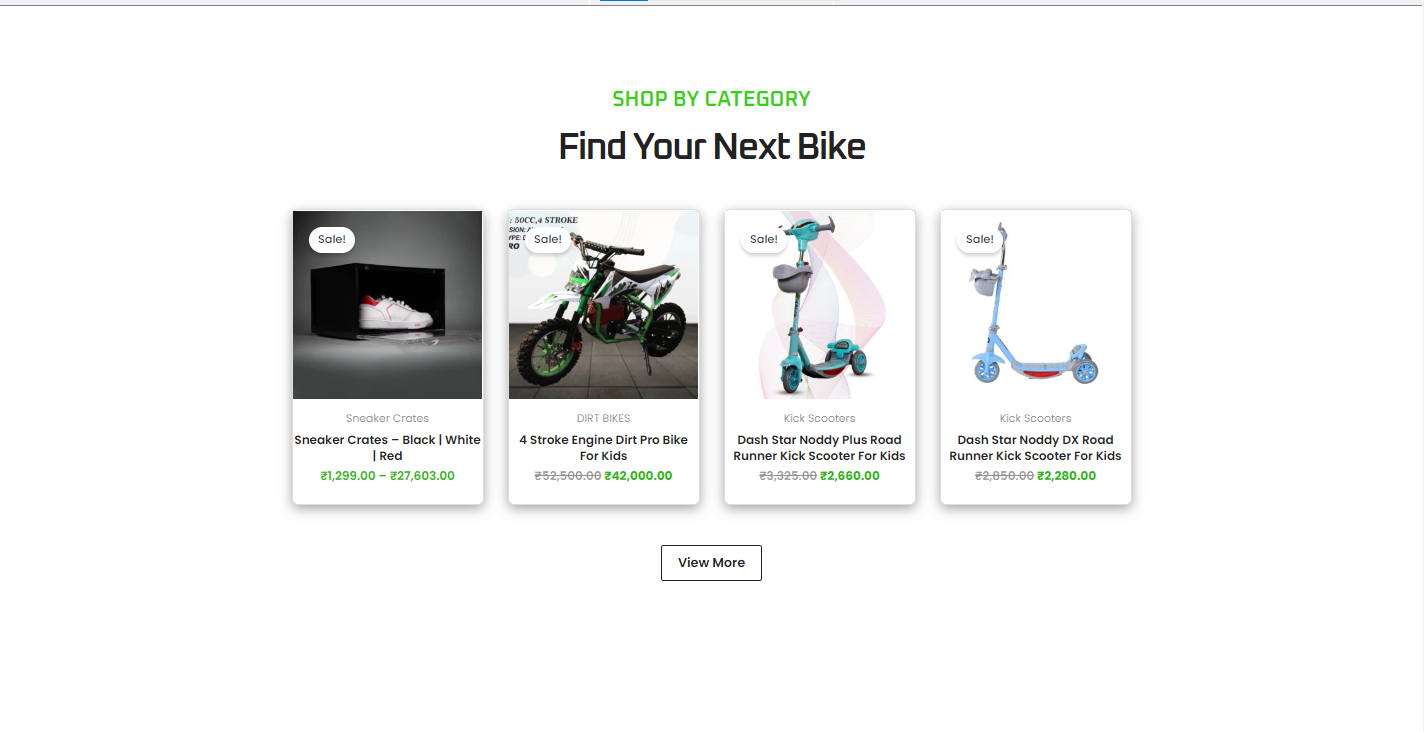 SHOP BY CATEGORY
Find Your Next Bike
Sale!
Sneaker Crates
Sneaker Crates – Black | White
| Red
₹1,299.00 – ₹27,603.00
: 50CC,4 STROKE
SION: A
YPE: D
RO
Sale!
DIRT BIKES
4 Stroke Engine Dirt Pro Bike
For Kids
₹52,500.00 ₹42,000.00
Sale!
Kick Scooters
Dash Star Noddy Plus Road
Runner Kick Scooter For Kids
₹3,325.00 ₹2,660.00
Sale!
Kick Scooters
Dash Star Noddy DX Road
Runner Kick Scooter For Kids
₹2,850.00 ₹2,280.00
View More